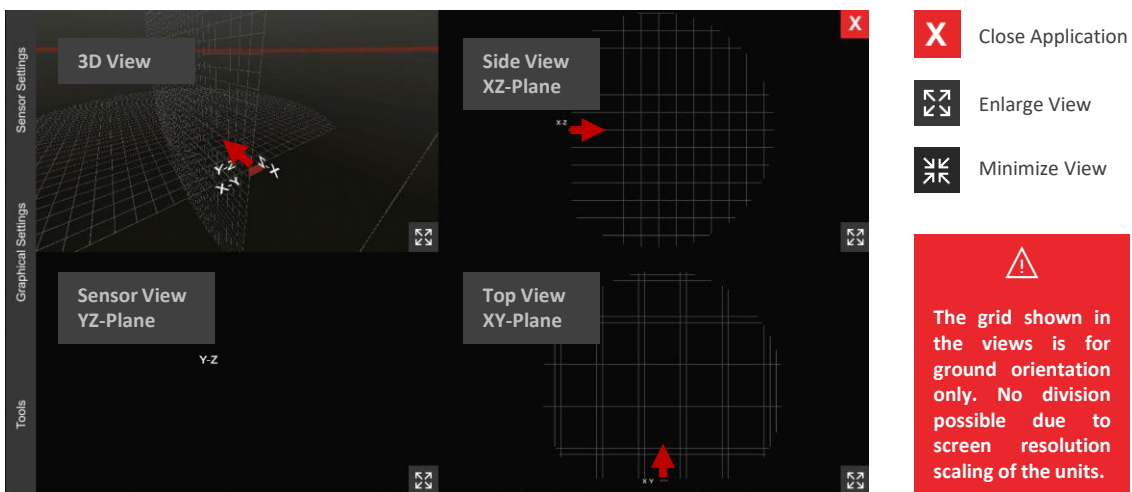 Sensor Settings
Graphical Settings
Tools
3D View
Y-Z
X-Y
Z-X
Side View
XZ-Plane
X-Z
X
Sensor View
YZ-Plane
Y-Z
Top View
XY-Plane
X Y
X
Close Application
Enlarge View
Minimize View
!
The grid shown in
the views is for
ground orientation
only. No division
possible due to
screen resolution
scaling of the units.